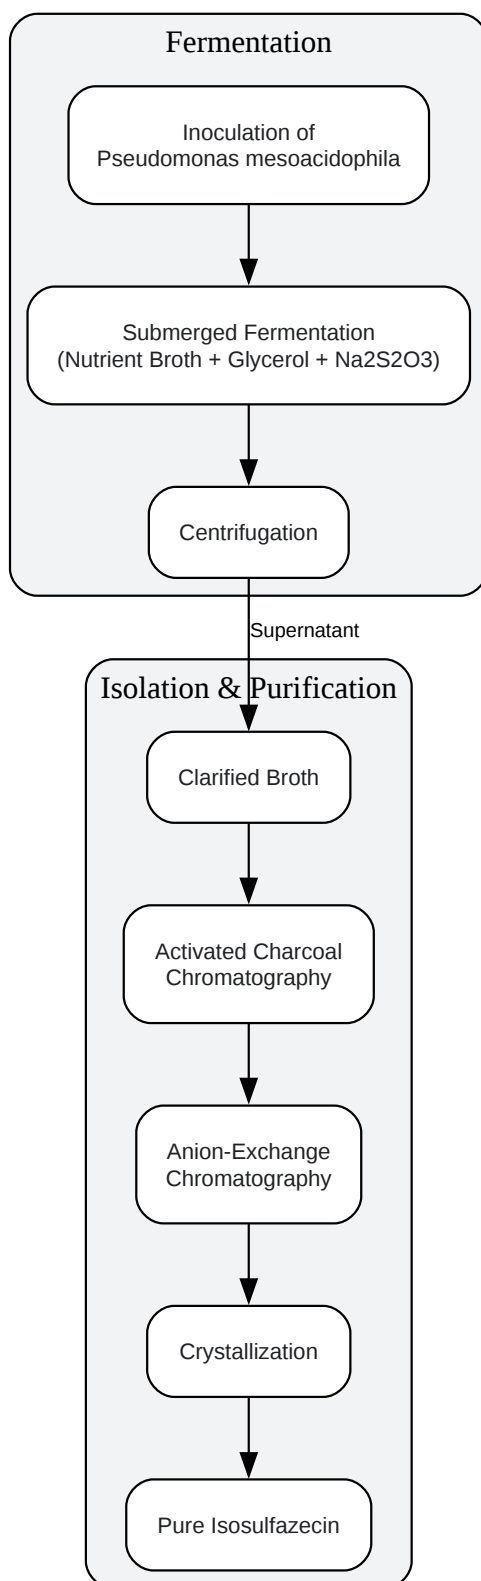 Fermentation
Inoculation of
Pseudomonas mesoacidophila
Submerged Fermentation
(Nutrient Broth + Glycerol + Na2S2O3)
Centrifugation
Supernatant
Isolation & Purification
Clarified Broth
Activated Charcoal
Chromatography
Anion-Exchange
Chromatography
Crystallization
Pure Isosulfazecin